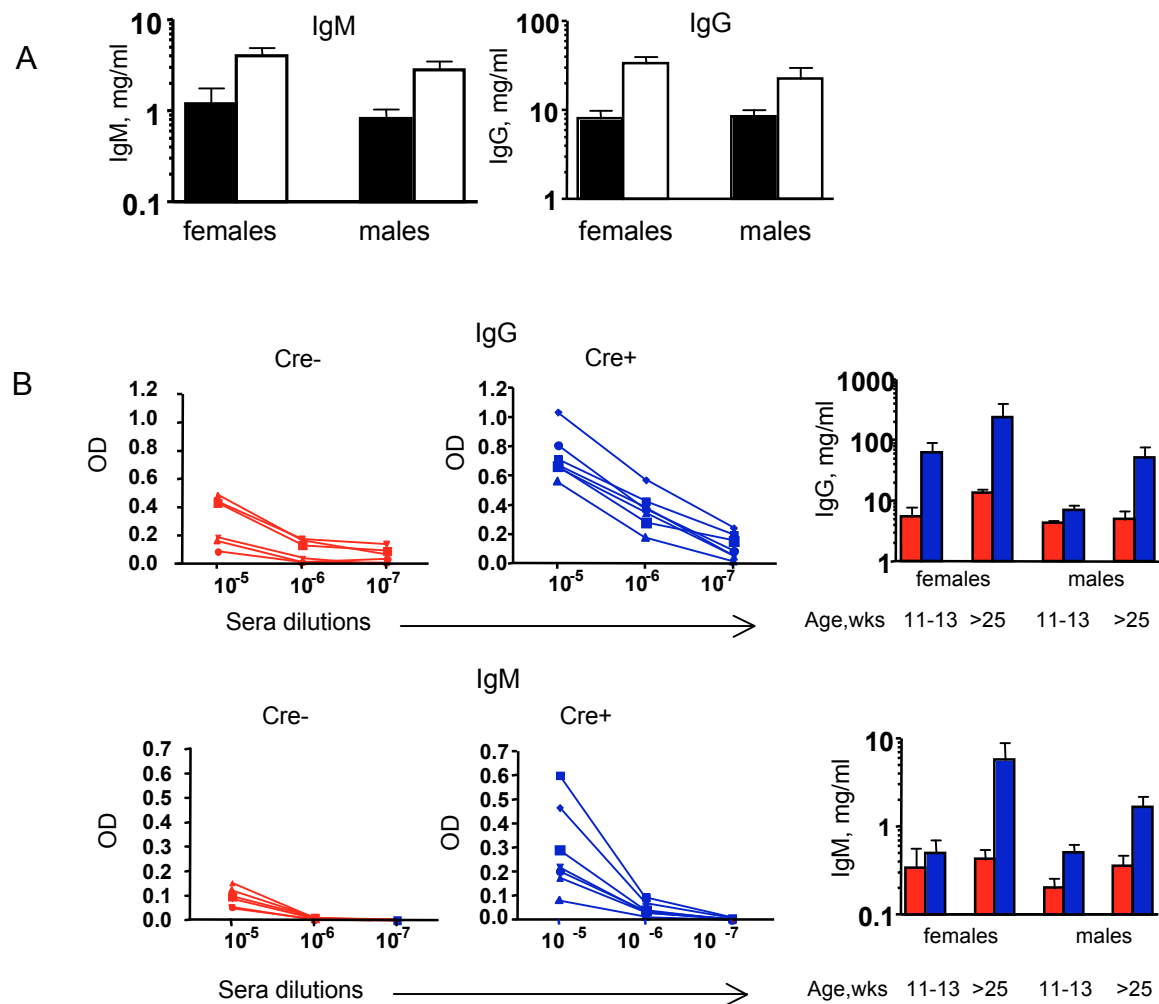 A
IgM
IgM, mg/ml
10
1
0.1
females males
IgG
IgG, mg/ml
100
10
1
females males
B
IgG
Cre-
OD
1.2
1.0
0.8
0.6
0.4
0.2
0.0
10-5 10-6 10-7
Cre+
OD
1.2
1.0
0.8
0.6
0.4
0.2
0.0
10-5 10-6 10-7
Sera dilutions
IgG, mg/ml
1000
100
10
1
females males
Age,wks 11-13 >25 11-13 >25
IgM
Cre-
OD
0.7
0.6
0.5
0.4
0.3
0.2
0.1
0.0
10-5 10-6 10-7
Cre+
OD
0.7
0.6
0.5
0.4
0.3
0.2
0.1
0.0
10 -5 10 -6 10 -7
Sera dilutions
IgM, mg/ml
10
1
0.1
females males
Age,wks 11-13 >25 11-13 >25